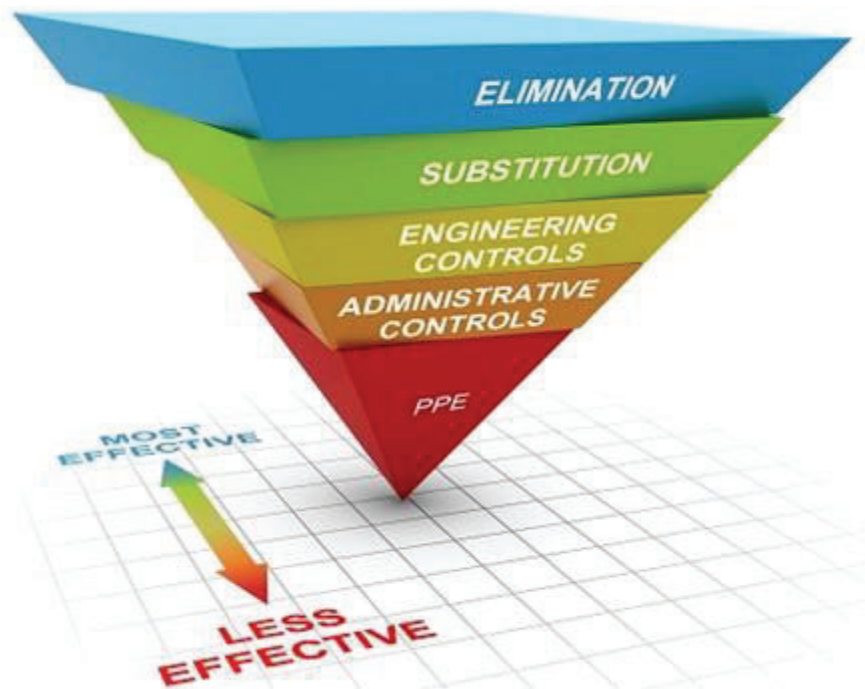 ELIMINATION
SUBSTITUTION
ENGINEERING
CONTROLS
ADMINISTRATIVE
CONTROLS
PPE
MOST
EFFECTIVE
LESS
EFFECTIVE